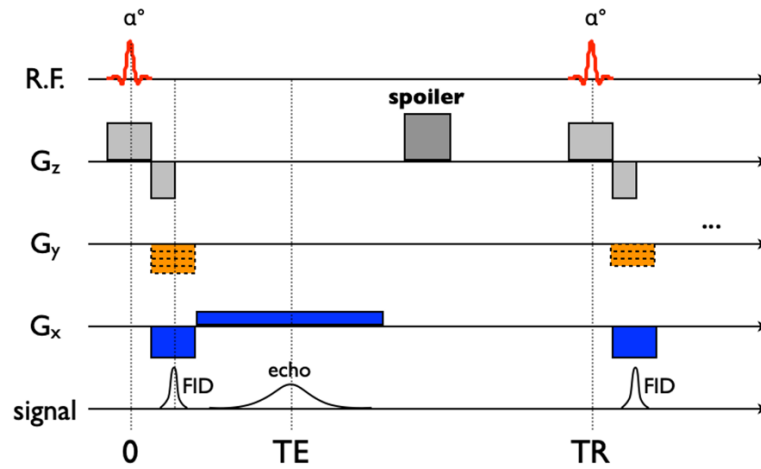 α° α°
R.F.
spoiler
Gz
Gy ...
Gx
FID echo FID
signal
0 TE TR